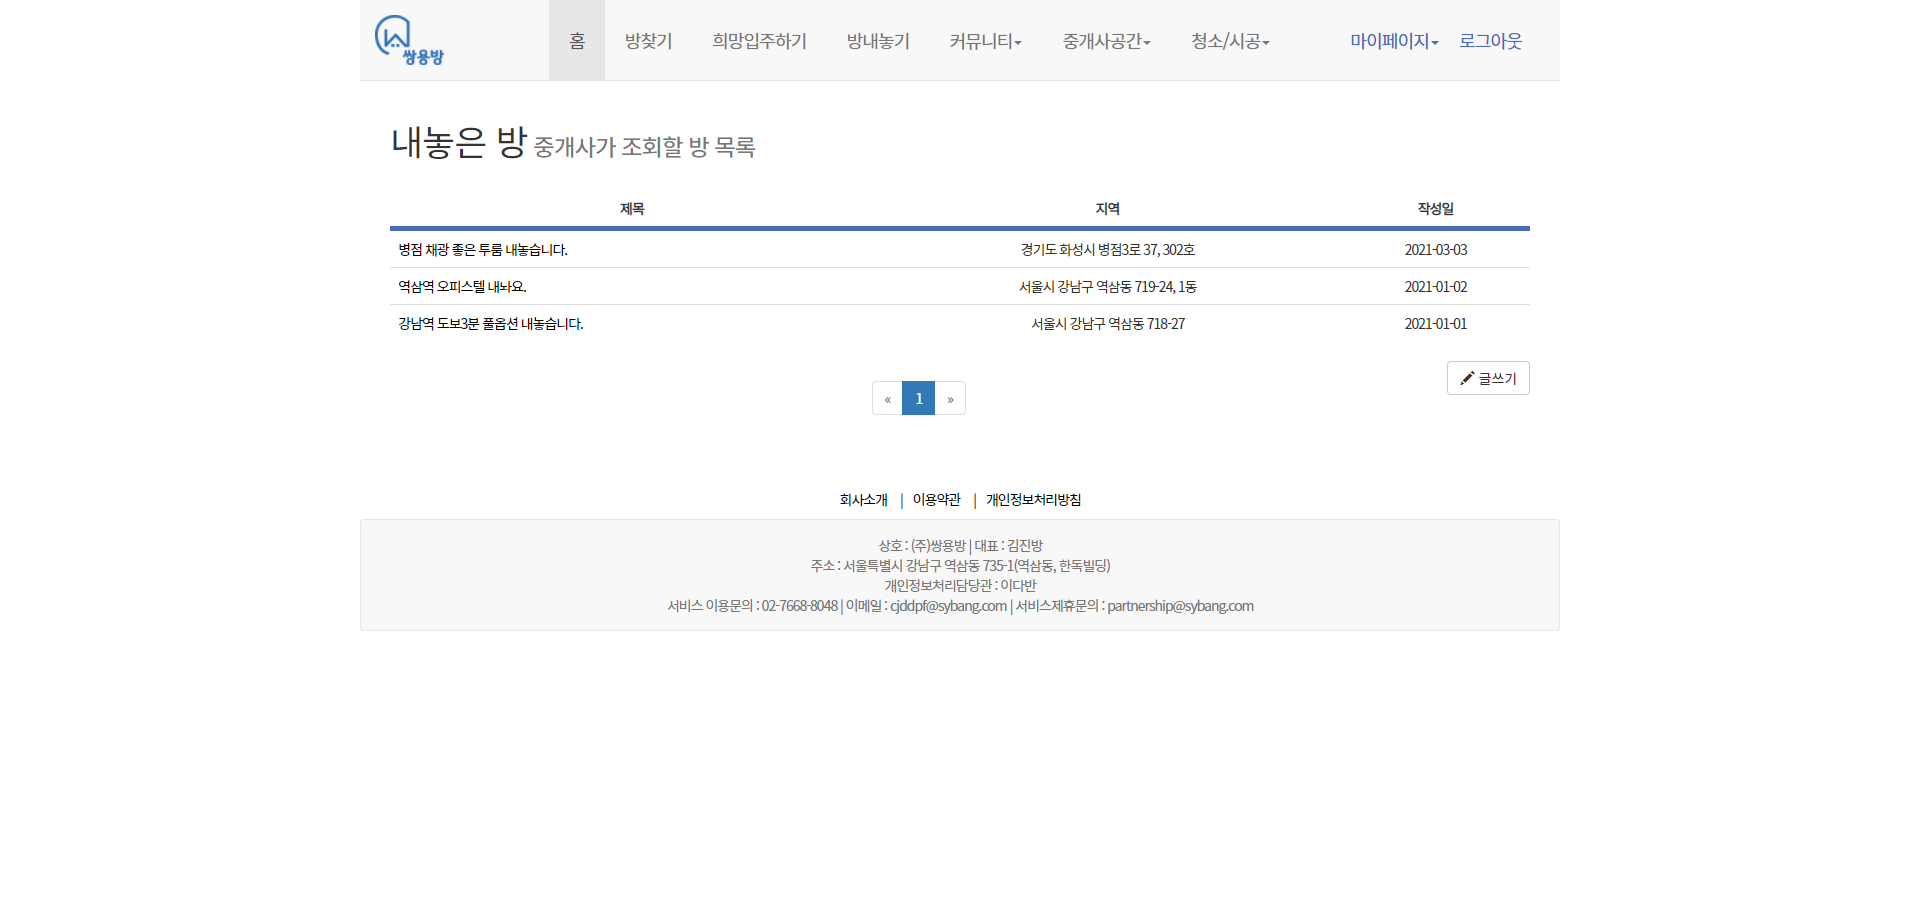 쌍용방
홈 방찾기 희망입주하기 방내놓기 커뮤니티 중개사공간 청소/시공 마이페이지 로그아웃
내놓은 방 중개사가 조회할 방 목록
제목 지역 작성일
병점 채광 좋은 투룸 내놓습니다. 경기도 화성시 병점3로 37, 302호 2021-03-03
역삼역 오피스텔 내놔요. 서울시 강남구 역삼동 719-24, 1동 2021-01-02
강남역 도보3분 풀옵션 내놓습니다. 서울시 강남구 역삼동 718-27 2021-01-01
글쓰기
« 1 »
회사소개 | 이용약관 | 개인정보처리방침
상호 : (주)쌍용방 | 대표 : 김진방
주소 : 서울특별시 강남구 역삼동 735-1(역삼동, 한독빌딩)
개인정보처리담당관 : 이다반
서비스 이용문의 : 02-7668-8048 | 이메일 : cjddpf@sybang.com | 서비스제휴문의 : partnership@sybang.com